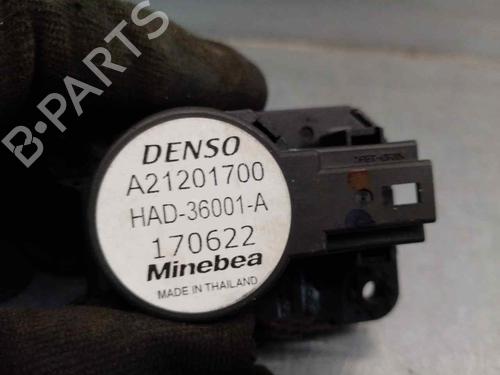 B-PARTS
DENSO
A21201700
HAD-36001-A
170622
Minebea
MADE IN THAILAND